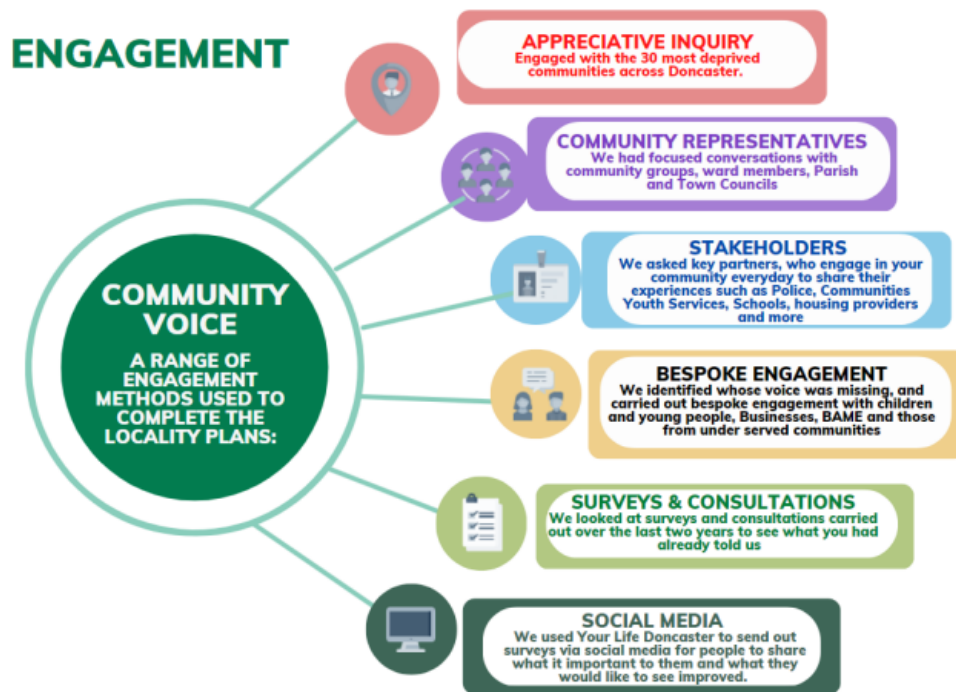 ENGAGEMENT
APPRECIATIVE INQUIRY
Engaged with the 30 most deprived
communities across Doncaster.
COMMUNITY REPRESENTATIVES
We had focused conversations with
community groups, ward members, Parish
and Town Councils
STAKEHOLDERS
We asked key partners, who engage in your
community everyday to share their
experiences such as Police, Communities
Youth Services, Schools, housing providers
and more
COMMUNITY
VOICE
A RANGE OF
ENGAGEMENT
METHODS USED TO
COMPLETE THE
LOCALITY PLANS:
BESPOKE ENGAGEMENT
We identified whose voice was missing, and
carried out bespoke engagement with children
and young people, Businesses, BAME and those
from under served communities
SURVEYS & CONSULTATIONS
We looked at surveys and consultations carried
out over the last two years to see what you had
already told us
SOCIAL MEDIA
We used Your Life Doncaster to send out
surveys via social media for people to share
what it important to them and what they
would like to see improved.